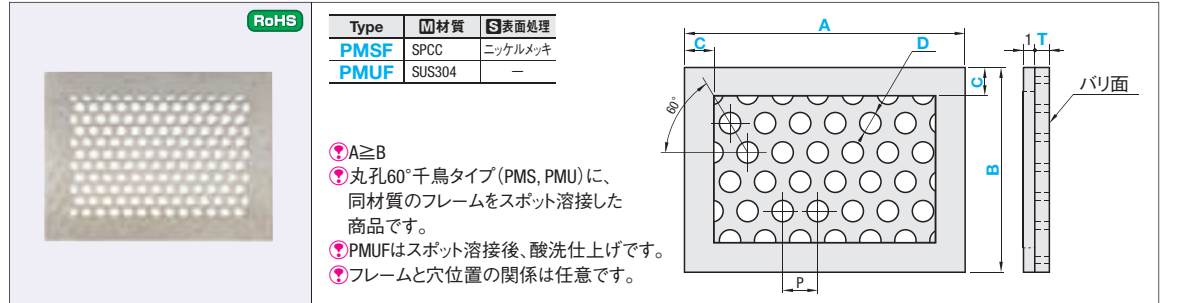 RoHS
Type M材質 S表面処理
PMSF SPCC ニッケルメッキ
PMUF SUS304 －
A≧B
丸孔60°千鳥タイプ（PMS, PMU）に、
同材質のフレームをスポット溶接した
商品です。
PMUFはスポット溶接後、酸洗仕上げです。
フレームと穴位置の関係は任意です。
A
C
D
1 T
C
バリ面
60°
B
P